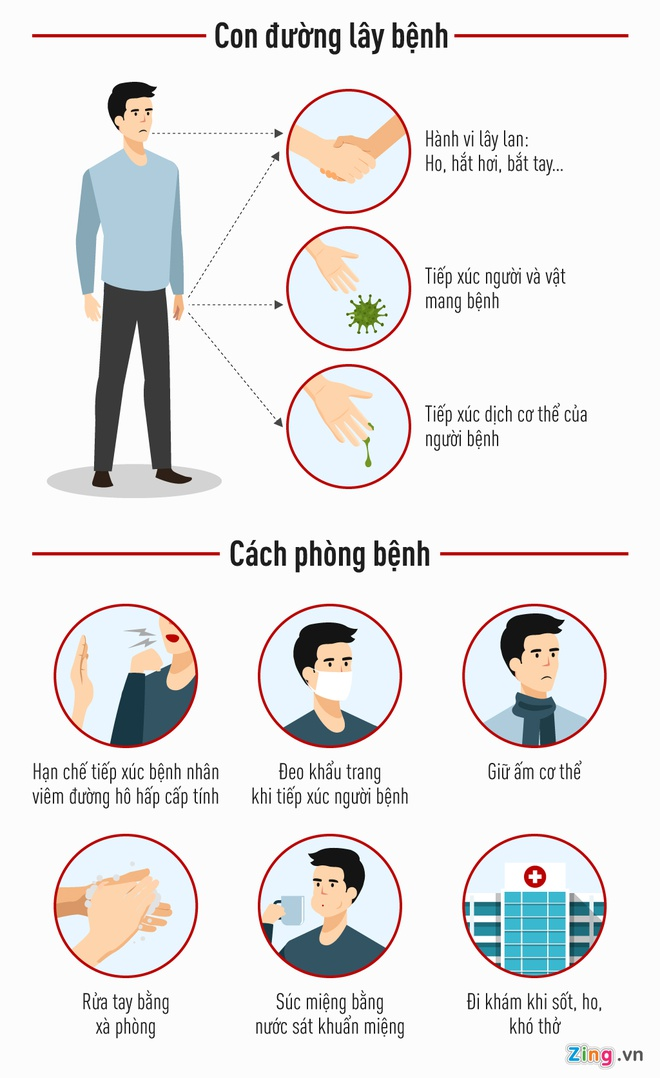 Con đường lây bệnh
Hành vi lây lan:
Ho, hắt hơi, bắt tay...
Tiếp xúc người và vật
mang bệnh
Tiếp xúc dịch cơ thể của
người bệnh
Cách phòng bệnh
Hạn chế tiếp xúc bệnh nhân
viêm đường hô hấp cấp tính
Đeo khẩu trang
khi tiếp xúc người bệnh
Giữ ấm cơ thể
Rửa tay bằng
xà phòng
Súc miệng bằng
nước sát khuẩn miệng
Đi khám khi sốt, ho,
khó thở
Zing.vn